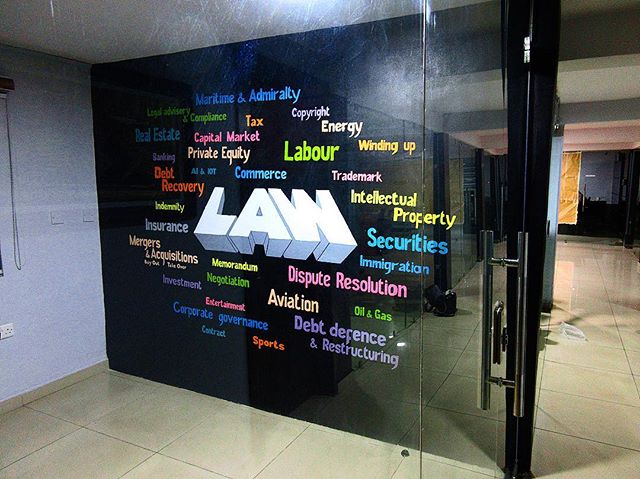 Maritime & Admiralty
Legal advisory
& Compliance
Tax
Copyright
Energy
Real Estate
Capital Market
Winding up
Banking
Private Equity
Labour
Debt
Recovery
AI & IOT
Commerce
Trademark
Indemnity
LAW
Intellectual
Property
Insurance
Securities
Mergers
& Acquisitions
Buy Out Take Over
Memorandum
Immigration
Investment
Negotiation
Dispute Resolution
Entertainment
Aviation
Oil & Gas
Corporate governance
Contract
Debt defence
& Restructuring
Sports